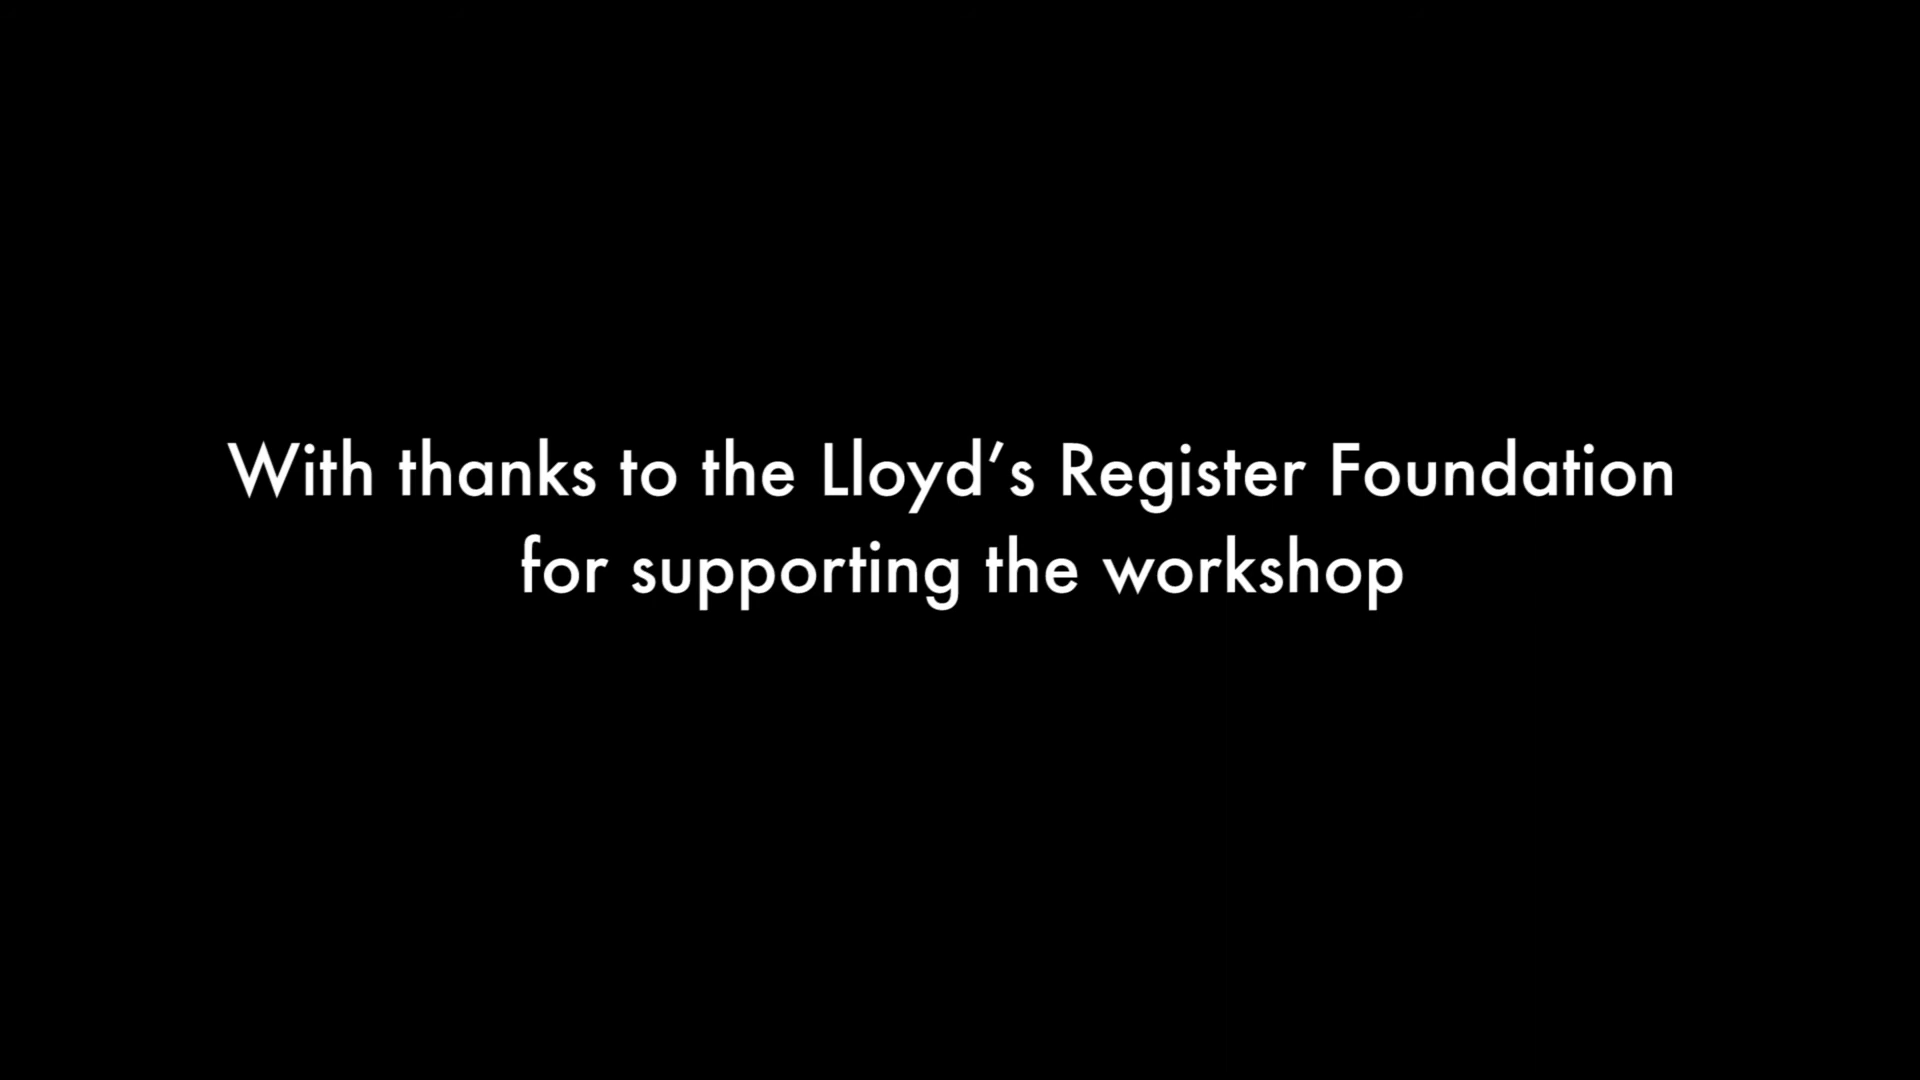 With thanks to the Lloyd’s Register Foundation
for supporting the workshop